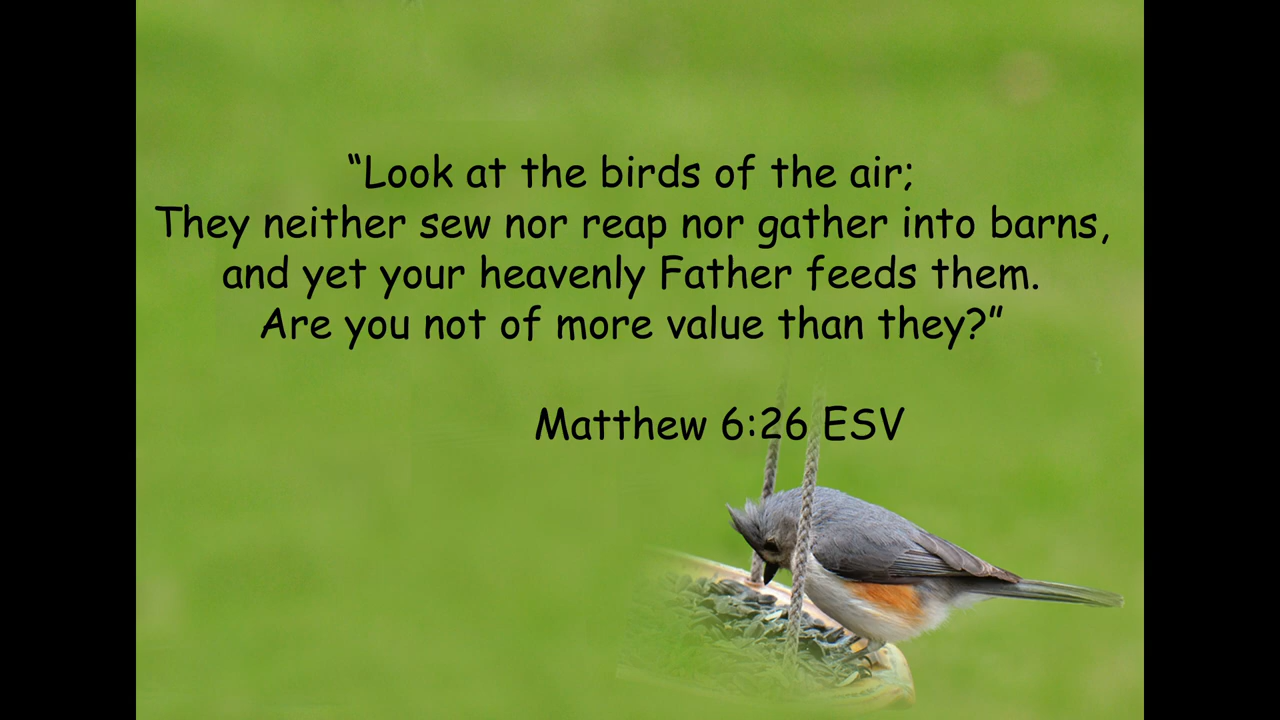 “Look at the birds of the air;
They neither sew nor reap nor gather into barns,
and yet your heavenly Father feeds them.
Are you not of more value than they?”
Matthew 6:26 ESV